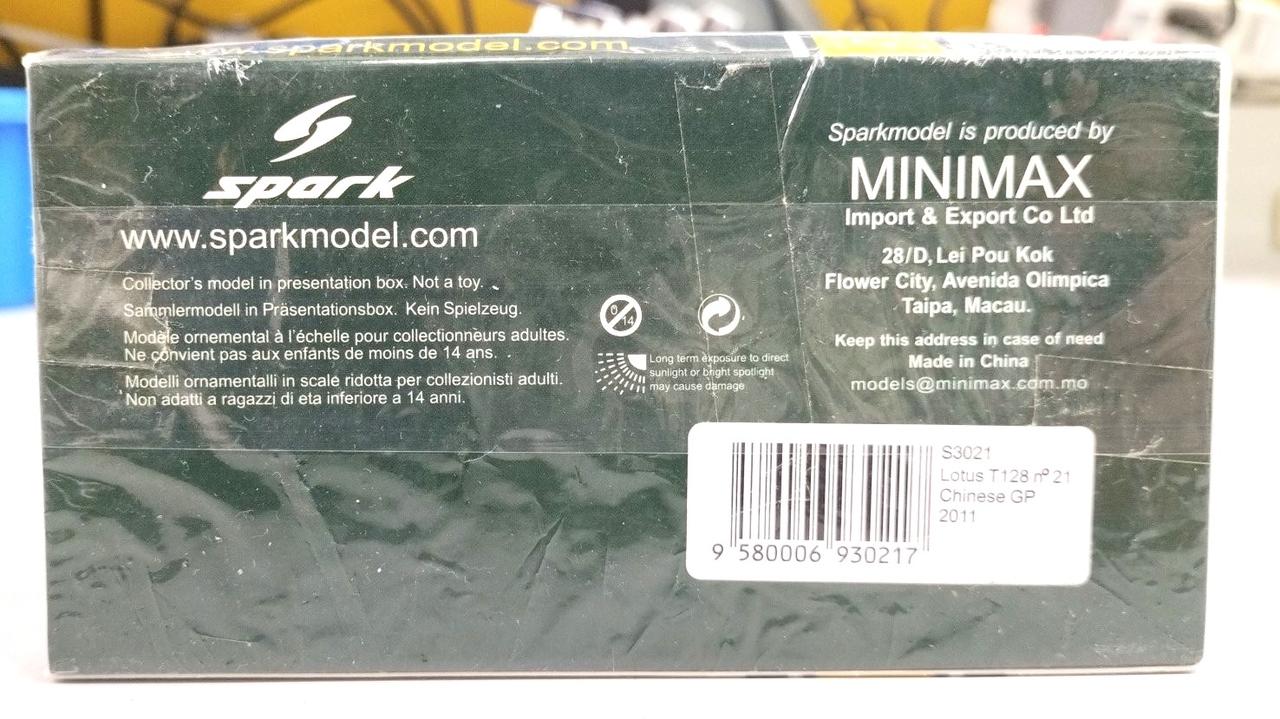 www.sparkmodel.com
spark
www.sparkmodel.com
Collector's model in presentation box. Not a toy.
Sammlermodell in Präsentationsbox. Kein Spielzeug.
Modèle ornemental à l'échelle pour collectionneurs adultes.
Ne convient pas aux enfants de moins de 14 ans.
Modelli ornamentalli in scale ridotta per collezionisti adulti.
Non adatti a ragazzi di eta inferiore a 14 anni.
0
14
Long term exposure to direct
sunlight or bright spotlight
may cause damage
Sparkmodel is produced by
MINIMAX
Import & Export Co Ltd
28/D, Lei Pou Kok
Flower City, Avenida Olimpica
Taipa, Macau.
Keep this address in case of need
Made in China
models@minimax.com.mo
S3021
Lotus T128 nº 21
Chinese GP
2011
9 580006 930217